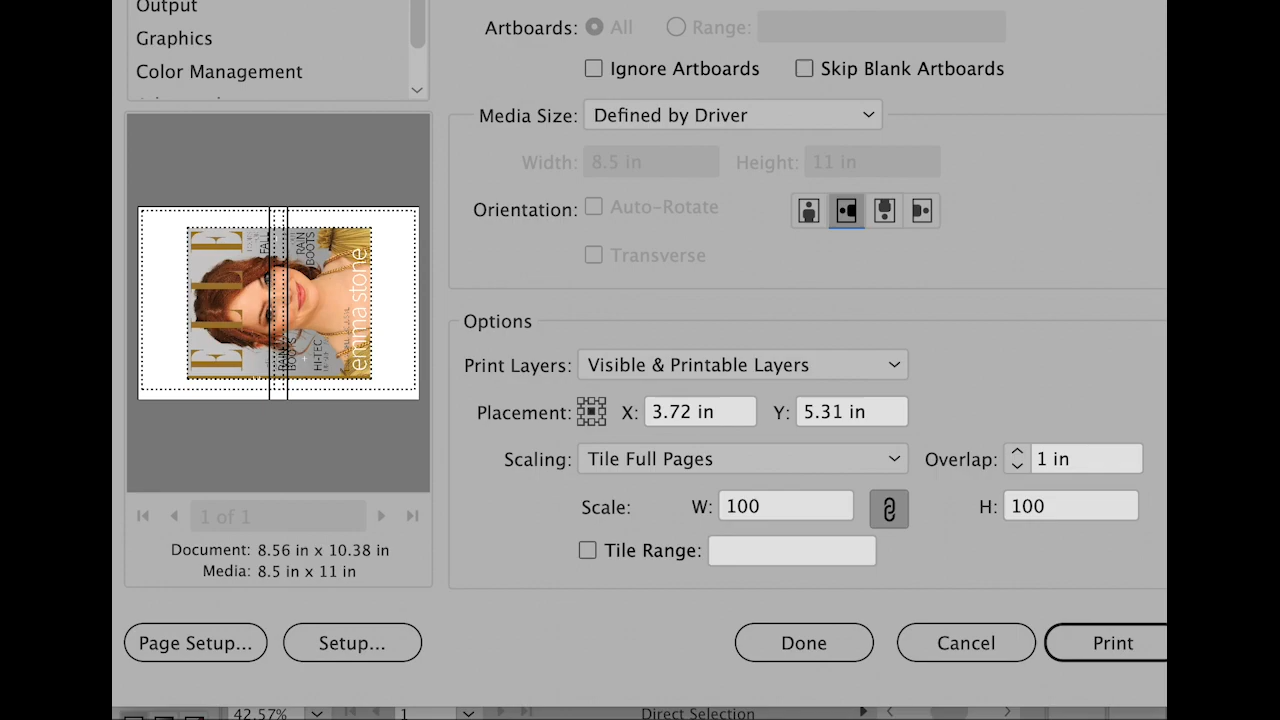 Output
Graphics
Color Management
Artboards: All Range:
Ignore Artboards Skip Blank Artboards
Media Size: Defined by Driver
Width: 8.5 in Height: 11 in
Orientation: Auto-Rotate
Transverse
Options
Print Layers: Visible & Printable Layers
Placement: X: 3.72 in Y: 5.31 in
Scaling: Tile Full Pages Overlap: 1 in
Scale: W: 100 H: 100
Tile Range:
ELLE
FALL
RAIN
BOOTS
RAIN
BOOTS
HI-TEC
emma stone
1 of 1
Document: 8.56 in x 10.38 in
Media: 8.5 in x 11 in
Page Setup... Setup... Done Cancel Print
42.57% 1 Direct Selection